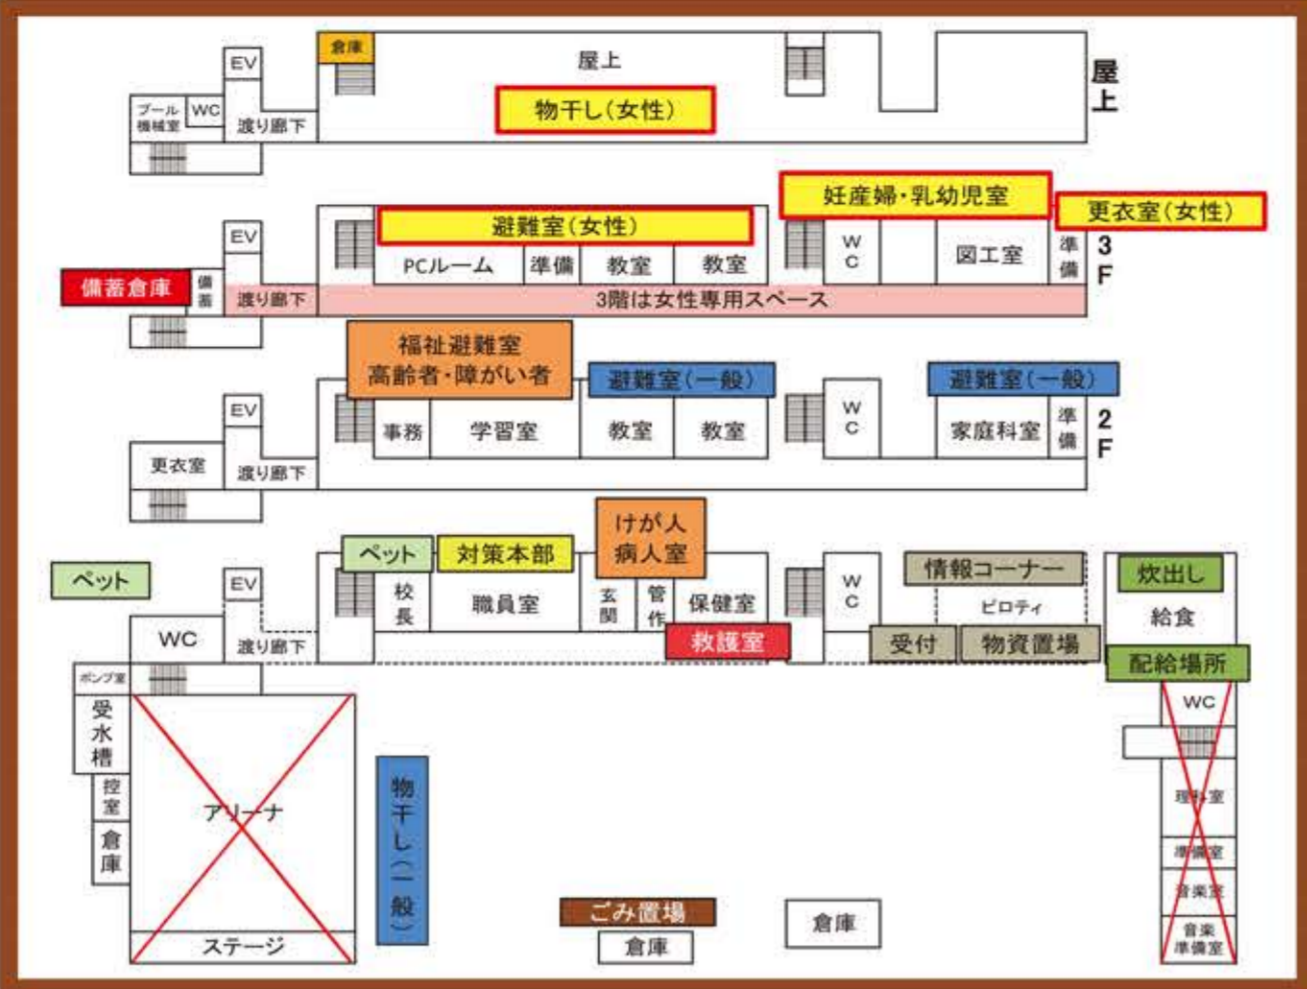 倉庫
EV
屋上
屋上
物干し(女性)
プール
機械室
WC
渡り廊下
妊産婦・乳幼児室
避難室(女性)
更衣室(女性)
EV
PCルーム
準備
教室
教室
WC
図工室
準備
3F
備蓄倉庫
備蓄
渡り廊下
3階は女性専用スペース
福祉避難室
高齢者・障がい者
避難室(一般)
避難室(一般)
EV
事務
学習室
教室
教室
WC
家庭科室
準備
2F
更衣室
渡り廊下
けが人
病人室
ペット
対策本部
ペット
情報コーナー
炊出し
EV
校長
職員室
玄関
管作
保健室
WC
ピロティ
給食
WC
渡り廊下
救護室
受付
物資置場
配給場所
ポンプ室
WC
受水槽
控室
倉庫
アリーナ
ステージ
物干し(一般)
理科室
準備室
音楽室
音楽
準備室
ごみ置場
倉庫
倉庫